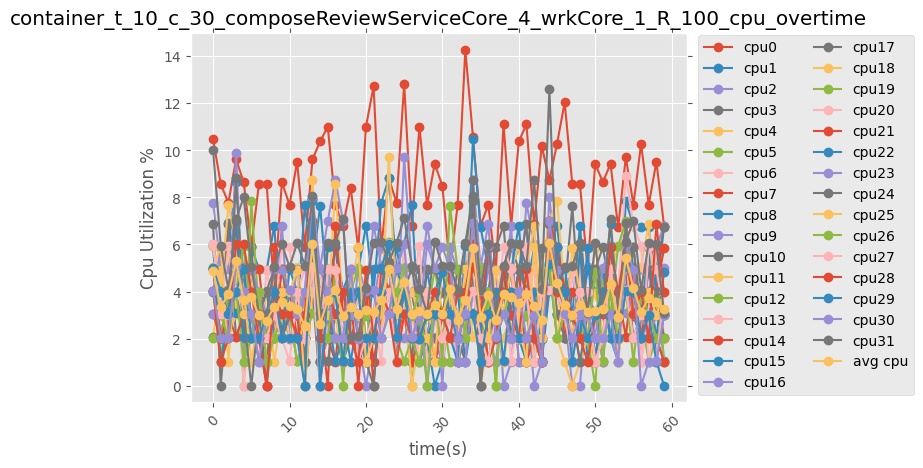 container_t_10_c_30_composeReviewServiceCore_4_wrkCore_1_R_100_cpu_overtime
14
12
10
8
6
4
2
0
Cpu Utilization %
0 10 20 30 40 50 60
time(s)
cpu0
cpu1
cpu2
cpu3
cpu4
cpu5
cpu6
cpu7
cpu8
cpu9
cpu10
cpu11
cpu12
cpu13
cpu14
cpu15
cpu16
cpu17
cpu18
cpu19
cpu20
cpu21
cpu22
cpu23
cpu24
cpu25
cpu26
cpu27
cpu28
cpu29
cpu30
cpu31
avg cpu